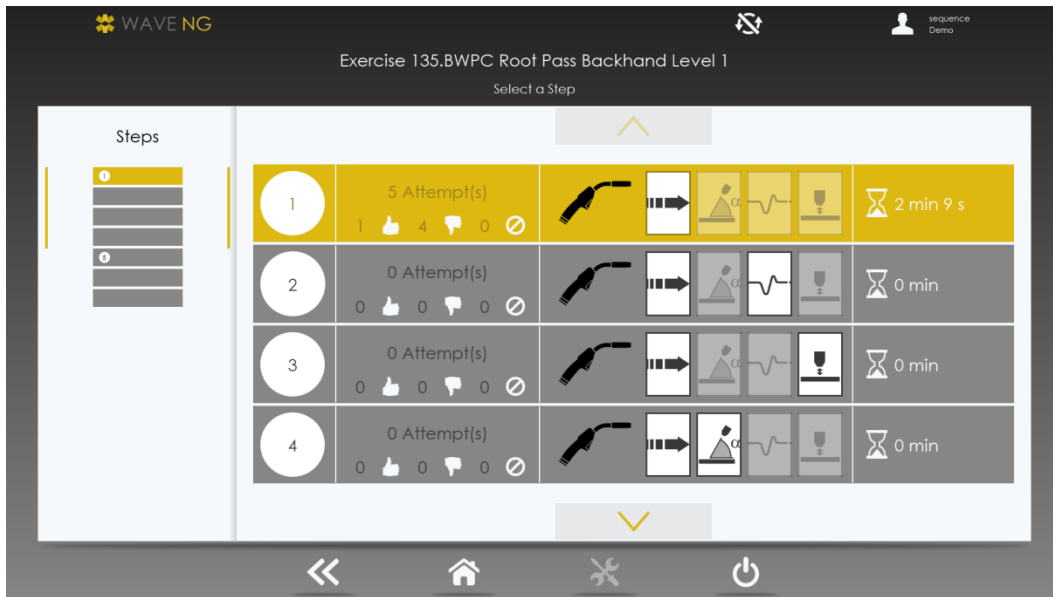 WAVE NG
sequence
Demo
Exercise 135.BWPC Root Pass Backhand Level 1
Select a Step
Steps
1
5
1
5 Attempt(s)
1 4 0
α
2 min 9 s
2
0 Attempt(s)
0 0 0
α
0 min
3
0 Attempt(s)
0 0 0
α
0 min
4
0 Attempt(s)
0 0 0
α
0 min